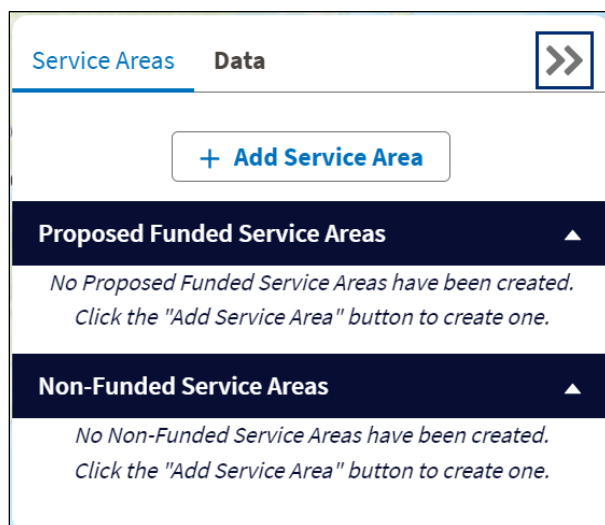 Service Areas Data
+ Add Service Area
Proposed Funded Service Areas
No Proposed Funded Service Areas have been created.
Click the "Add Service Area" button to create one.
Non-Funded Service Areas
No Non-Funded Service Areas have been created.
Click the "Add Service Area" button to create one.